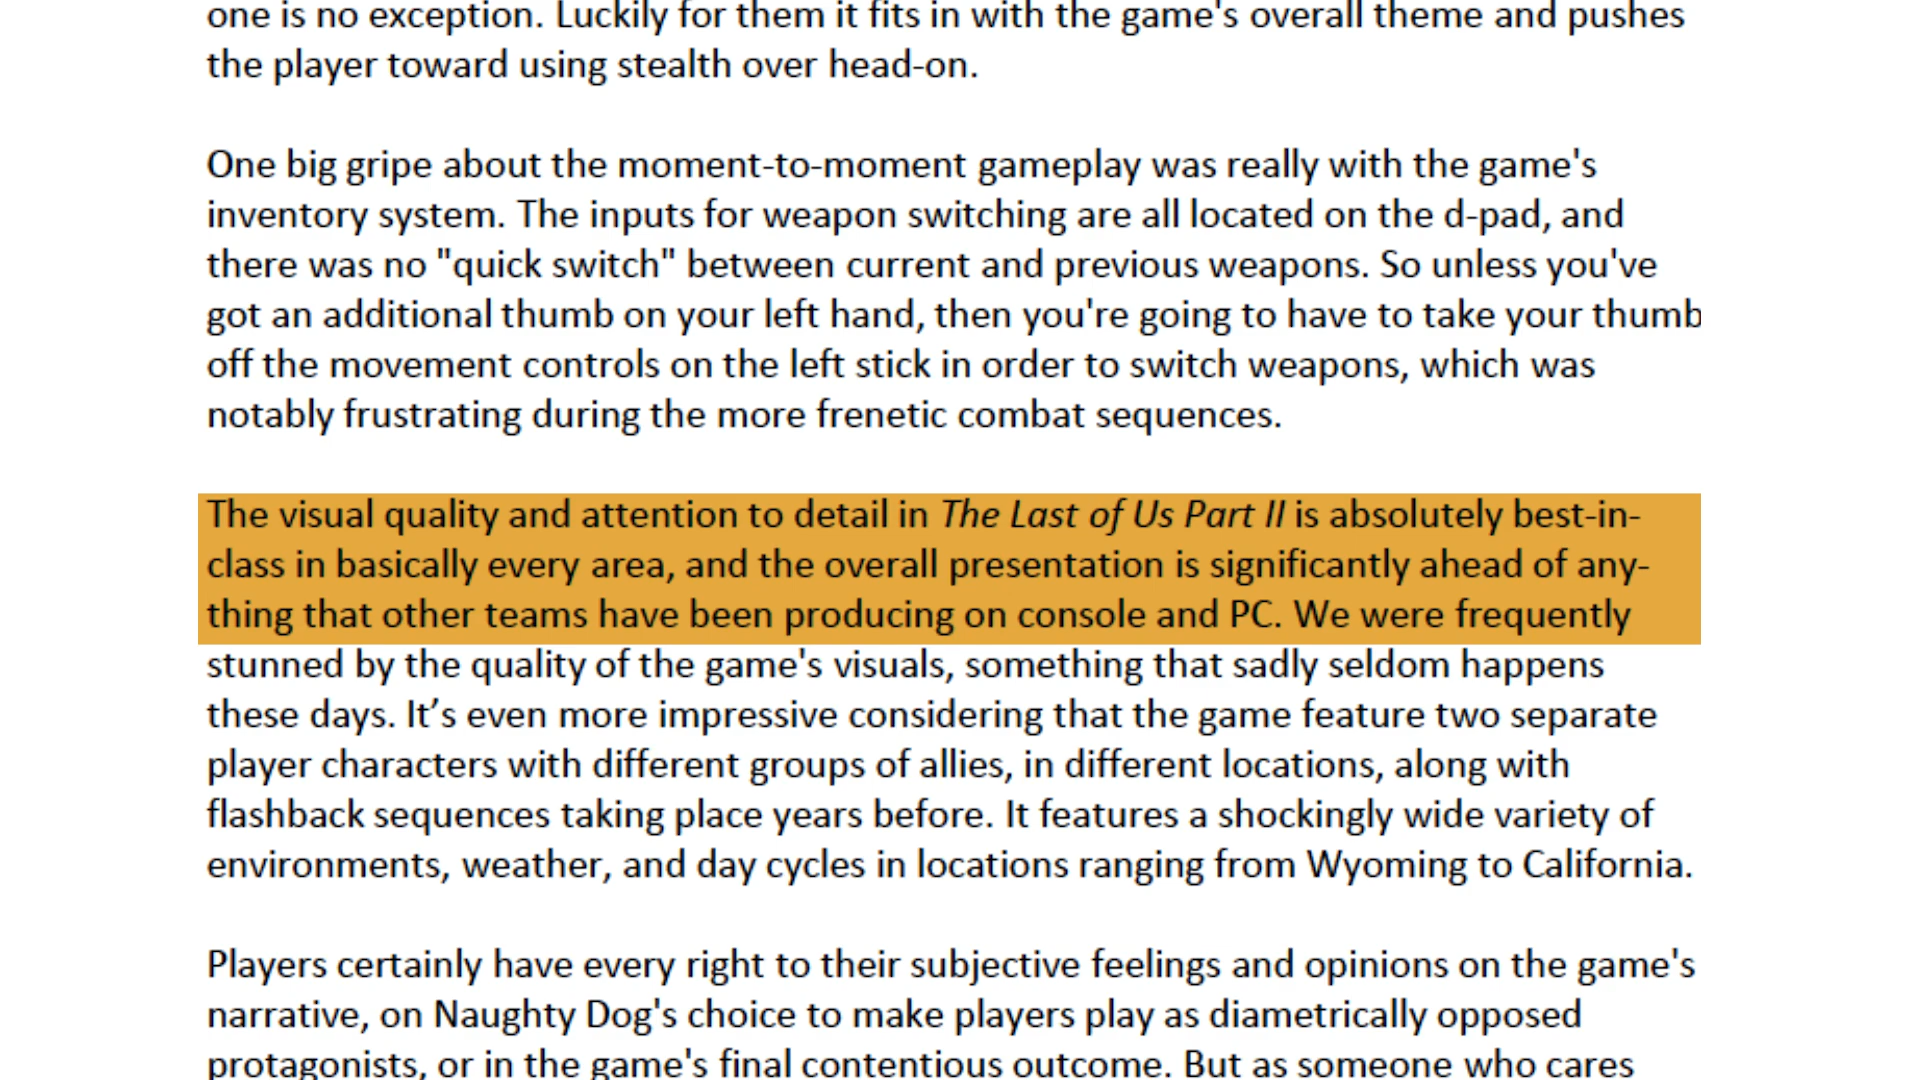 one is no exception. Luckily for them it fits in with the game's overall theme and pushes
the player toward using stealth over head-on.
One big gripe about the moment-to-moment gameplay was really with the game's
inventory system. The inputs for weapon switching are all located on the d-pad, and
there was no "quick switch" between current and previous weapons. So unless you've
got an additional thumb on your left hand, then you're going to have to take your thumb
off the movement controls on the left stick in order to switch weapons, which was
notably frustrating during the more frenetic combat sequences.
The visual quality and attention to detail in The Last of Us Part II is absolutely best-in-
class in basically every area, and the overall presentation is significantly ahead of any-
thing that other teams have been producing on console and PC. We were frequently
stunned by the quality of the game's visuals, something that sadly seldom happens
these days. It’s even more impressive considering that the game feature two separate
player characters with different groups of allies, in different locations, along with
flashback sequences taking place years before. It features a shockingly wide variety of
environments, weather, and day cycles in locations ranging from Wyoming to California.
Players certainly have every right to their subjective feelings and opinions on the game's
narrative, on Naughty Dog's choice to make players play as diametrically opposed
protagonists, or in the game's final contentious outcome. But as someone who cares